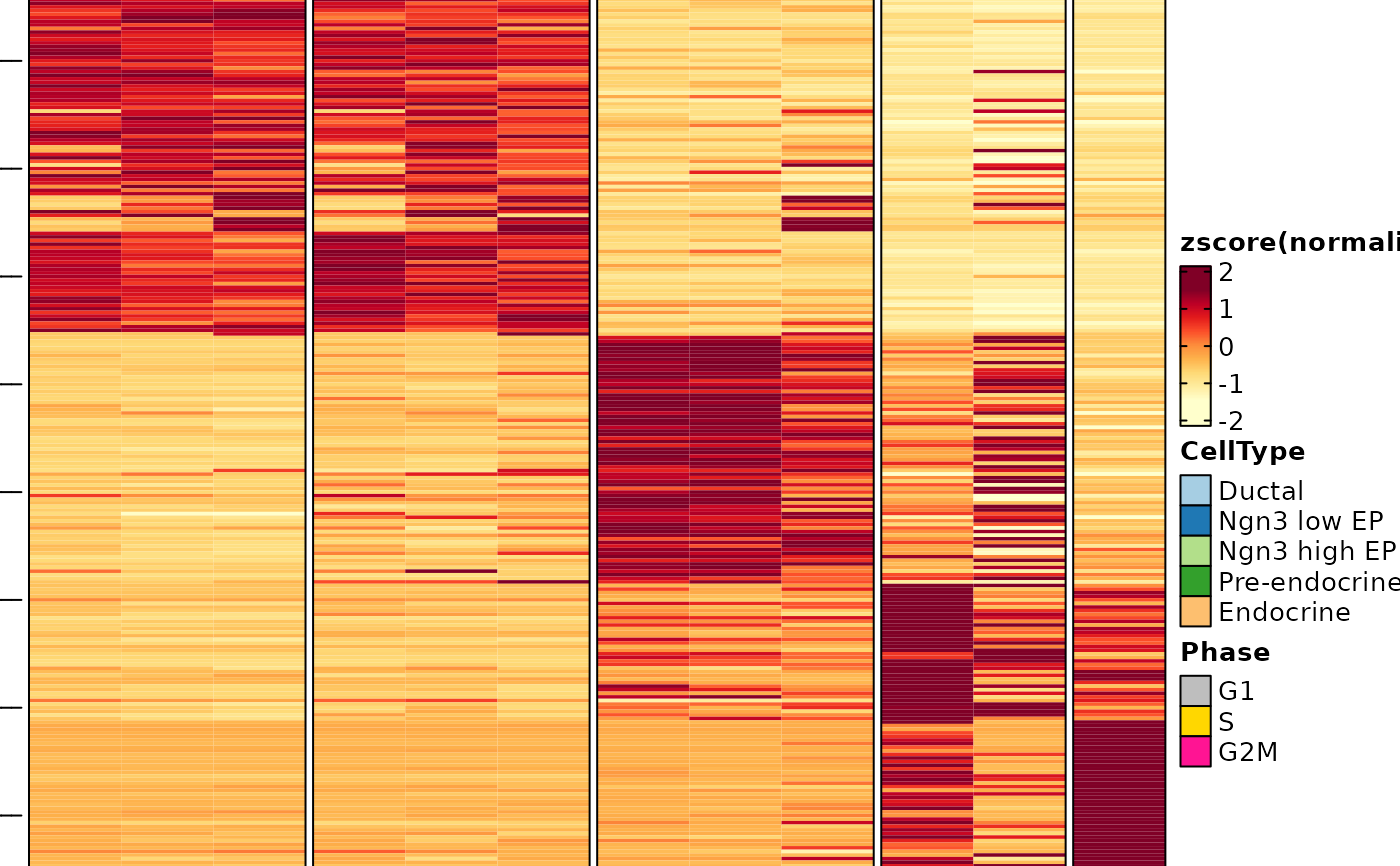 zscore(normali
2
1
0
-1
-2
CellType
Ductal
Ngn3 low EP
Ngn3 high EP
Pre-endocrine
Endocrine
Phase
G1
S
G2M